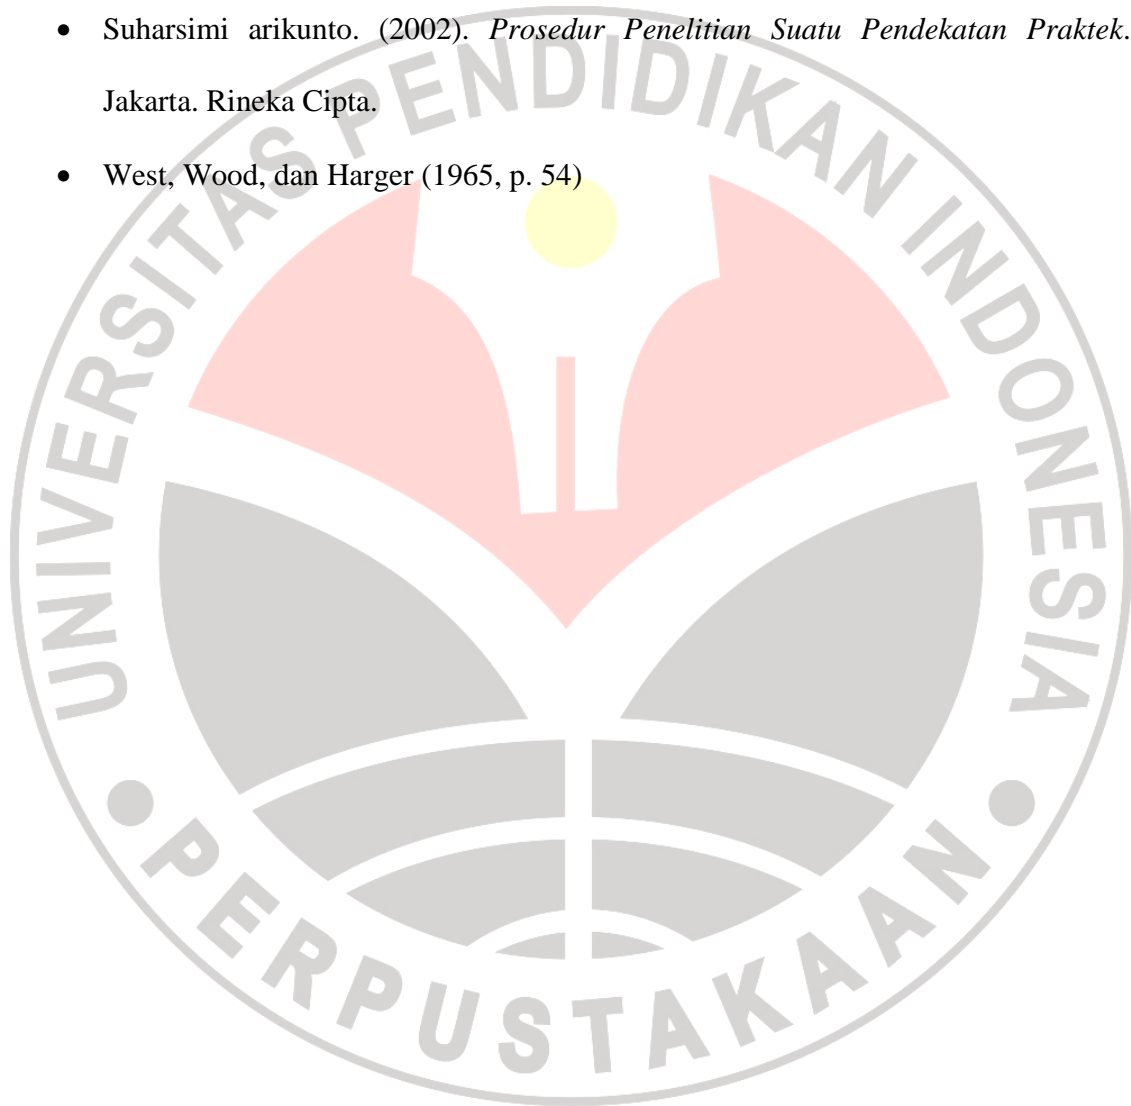 • Suharsimi arikunto. (2002). Prosedur Penelitian Suatu Pendekatan Praktek.
Jakarta. Rineka Cipta.
• West, Wood, dan Harger (1965, p. 54)
UNIVERSITAS PENDIDIKAN INDONESIA
PERPUSTAKAAN